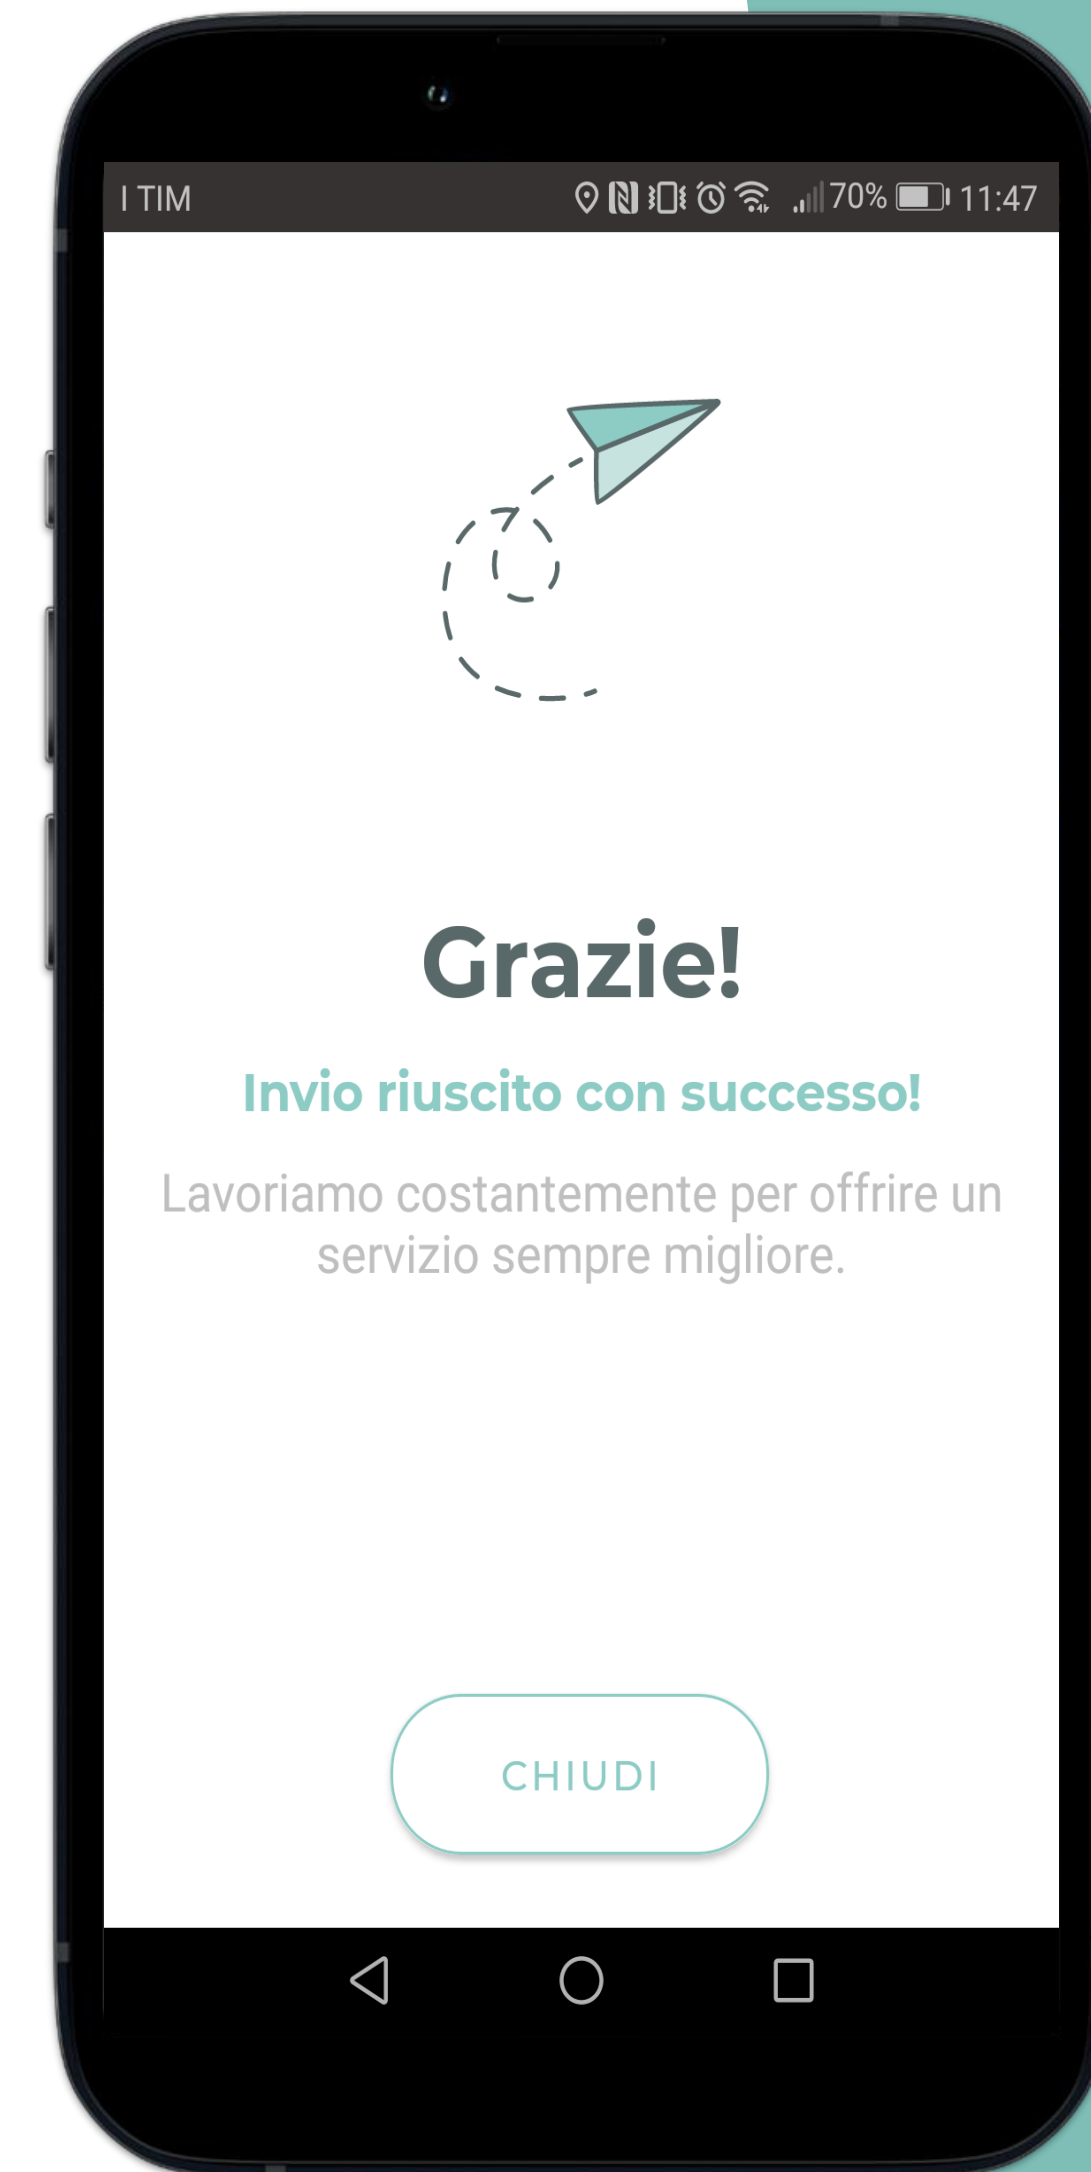 I TIM 70% 11:47
Grazie!
Invio riuscito con successo!
Lavoriamo costantemente per offrire un
servizio sempre migliore.
CHIUDI